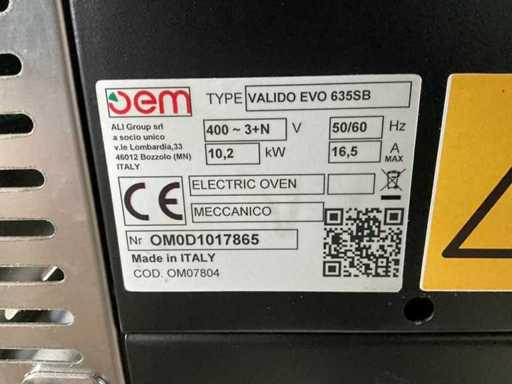 oem
TYPE VALIDO EVO 635SB
ALI Group srl
a socio unico
v.le Lombardia,33
46012 Bozzolo (MN)
ITALY
400 ~ 3+N V 50/60 Hz
10,2 kW 16,5 A MAX
CE
ELECTRIC OVEN
MECCANICO
Nr OM0D1017865
Made in ITALY
COD. OM07804